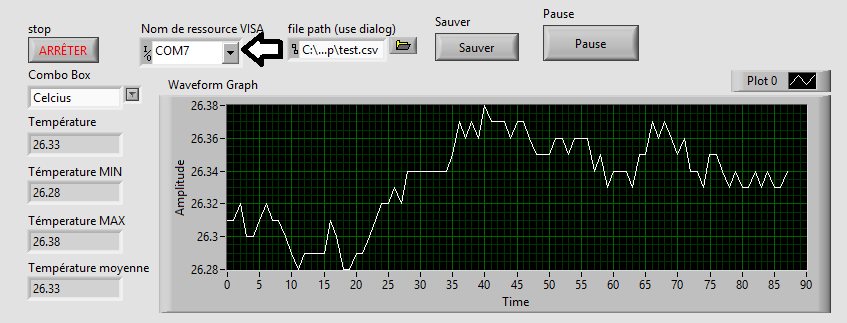 stop
ARRÊTER
Nom de ressource VISA
I/O COM7
file path (use dialog)
C:\...p\test.csv
Sauver
Sauver
Pause
Pause
Combo Box
Celcius
Température
26.33
Témperature MIN
26.28
Témperature MAX
26.38
Température moyenne
26.33
Waveform Graph
Plot 0
Amplitude
26.38
26.36
26.34
26.32
26.3
26.28
0 5 10 15 20 25 30 35 40 45 50 55 60 65 70 75 80 85 90
Time